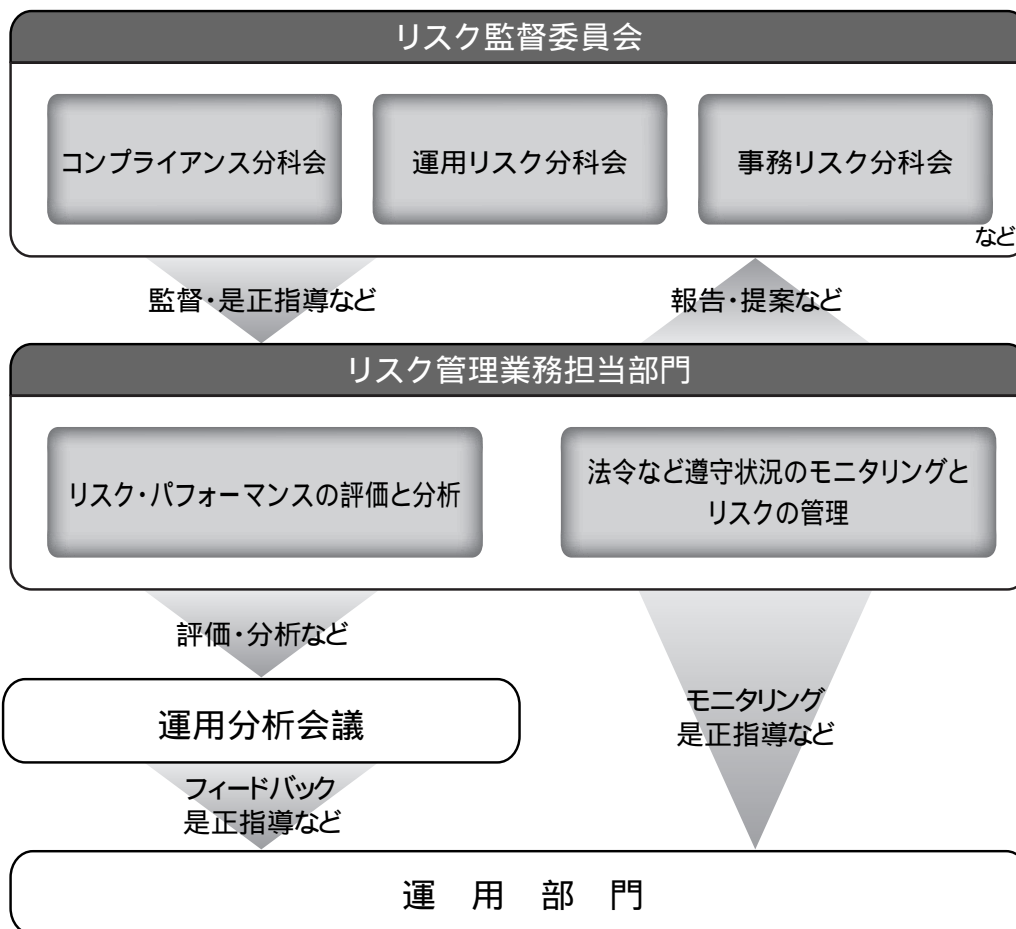 リスク監督委員会
コンプライアンス分科会
運用リスク分科会
事務リスク分科会
など
監督・是正指導など
報告・提案など
リスク管理業務担当部門
リスク・パフォーマンスの評価と分析
法令など遵守状況のモニタリングと
リスクの管理
評価・分析など
運用分析会議
モニタリング
是正指導など
フィードバック
是正指導など
運 用 部 門